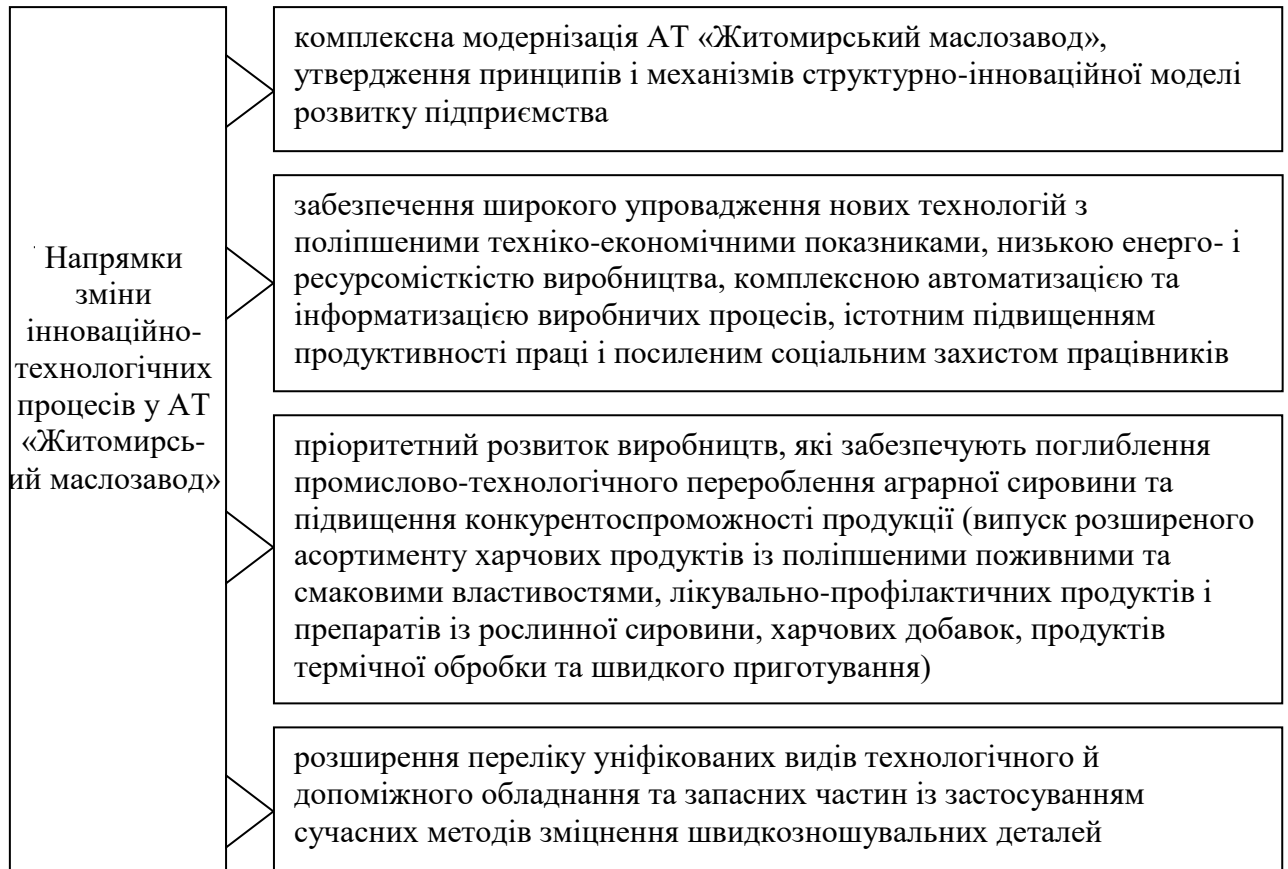 Напрямки
зміни
інноваційно-
технологічних
процесів у АТ
«Житомирсь-
ий маслозавод»
комплексна модернізація АТ «Житомирський маслозавод»,
утвердження принципів і механізмів структурно-інноваційної моделі
розвитку підприємства
забезпечення широкого упровадження нових технологій з
поліпшеними техніко-економічними показниками, низькою енерго- і
ресурсомісткістю виробництва, комплексною автоматизацією та
інформатизацією виробничих процесів, істотним підвищенням
продуктивності праці і посиленим соціальним захистом працівників
пріоритетний розвиток виробництв, які забезпечують поглиблення
промислово-технологічного перероблення аграрної сировини та
підвищення конкурентоспроможності продукції (випуск розширеного
асортименту харчових продуктів із поліпшеними поживними та
смаковими властивостями, лікувально-профілактичних продуктів і
препаратів із рослинної сировини, харчових добавок, продуктів
термічної обробки та швидкого приготування)
розширення переліку уніфікованих видів технологічного й
допоміжного обладнання та запасних частин із застосуванням
сучасних методів зміцнення швидкозношувальних деталей